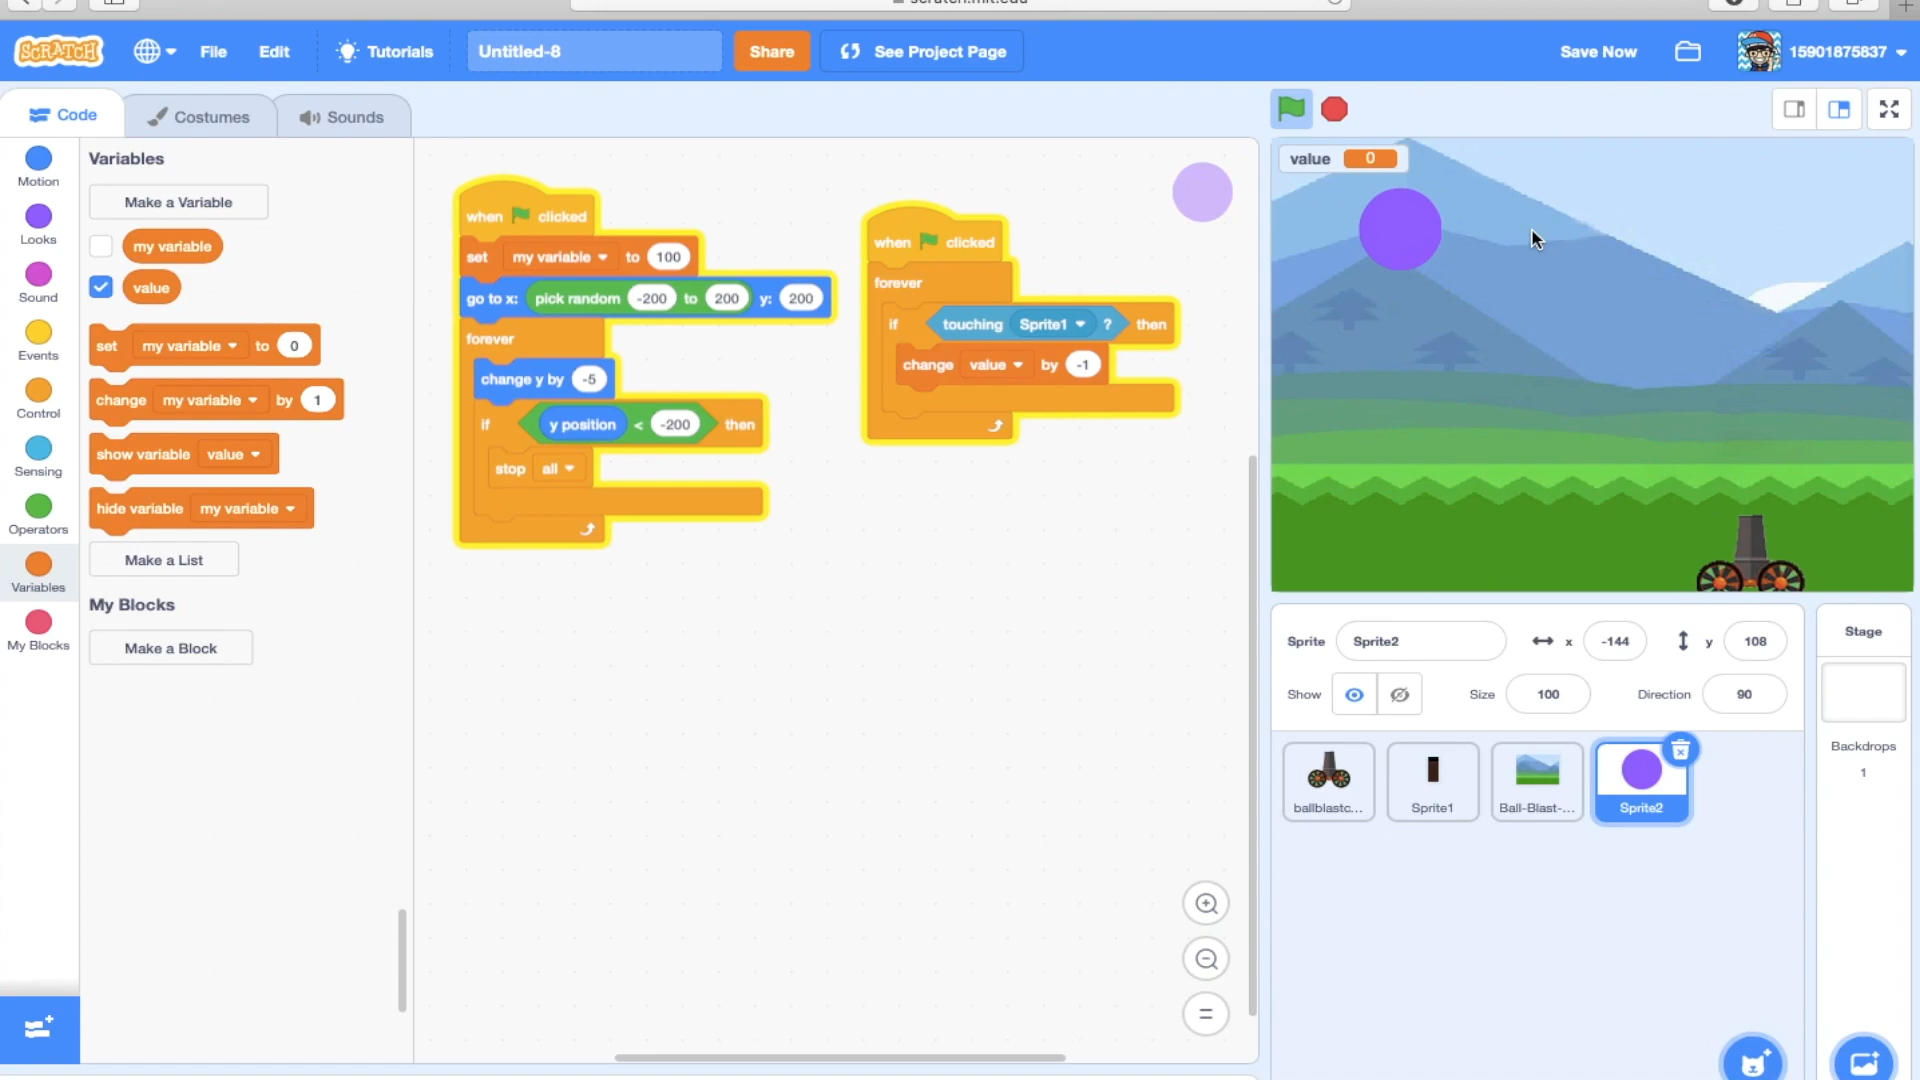 scratch.mit.edu
SCRATCH
File
Edit
Tutorials
Untitled-8
Share
See Project Page
Save Now
15901875837
Code
Costumes
Sounds
Motion
Looks
Sound
Events
Control
Sensing
Operators
Variables
My Blocks
Variables
Make a Variable
my variable
value
set my variable to 0
change my variable by 1
show variable value
hide variable my variable
Make a List
My Blocks
Make a Block
when clicked
set my variable to 100
go to x: pick random -200 to 200 y: 200
forever
change y by -5
if y position < -200 then
stop all
when clicked
forever
if touching Sprite1 ? then
change value by -1
value 0
Sprite Sprite2 x -144 y 108
Show Size 100 Direction 90
ballblastc...
Sprite1
Ball-Blast-...
Sprite2
Stage
Backdrops
1